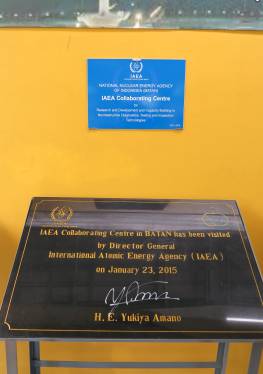 IAEA
NATIONAL NUCLEAR ENERGY AGENCY
OF INDONESIA (BATAN)
IAEA Collaborating Centre
for
Research and Development and Capacity Building in
Nondestructive Diagnostics, Testing and Inspection
Technologies
IAEA Collaborating Centre in BATAN has been visited
by Director General
International Atomic Energy Agency (IAEA)
on January 23, 2015
H. E. Yukiya Amano